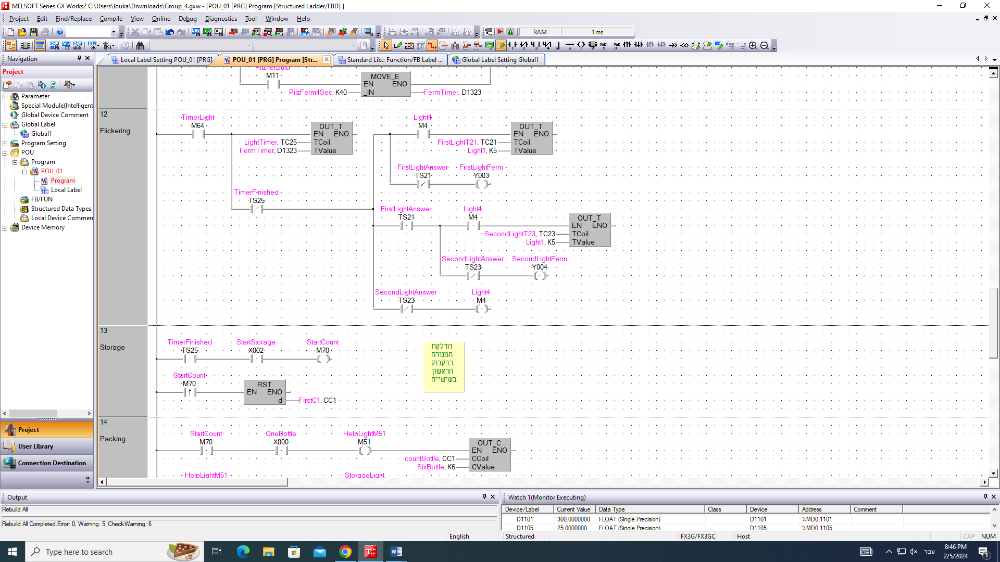 MELSOFT Series GX Works2 C:\Users\louka\Downloads\Group_4.gxw - [POU_01 [PRG] Program [Structured Ladder/FBD] ]
Project Edit Find/Replace Compile View Online Debug Diagnostics Tool Window Help
RAM 1ms
Navigation
Local Label Setting POU_01 [PRG] POU_01 [PRG] Program [Str... Standard Lib.: Function/FB Label ... Global Label Setting Global1
Project
Parameter
Special Module(Intelligent
Global Device Comment
Global Label
Global1
Program Setting
POU
Program
POU_01
Program
Local Label
FB/FUN
Structured Data Types
Local Device Commen
Device Memory
Project
User Library
Connection Destination
PilznerBulb
M11
MOVE_E
EN ENO
PilzFerm4Sec, K40 _IN FermTimer, D1323
12
Flickering
TimerLight Light4
M64 M4
OUT_T OUT_T
EN ENO EN ENO
LightTimer, TC25 TCoil FirstLightT21, TC21 TCoil
FermTimer, D1323 TValue Light1, K5 TValue
FirstLightAnswer FirstLightFerm
TS21 Y003
TimerFinished
TS25
FirstLightAnswer Light4
TS21 M4
OUT_T
EN ENO
SecondLightT23, TC23 TCoil
Light1, K5 TValue
SecondLightAnswer SecondLightFerm
TS23 Y004
SecondLightAnswer Light4
TS23 M4
13
Storage
TimerFinished StartStorage StartCount
TS25 X002 M70
הדלקת
המנורה
בבקבוק
הראשון
בשישייה
StartCount
M70
RST
EN ENO
d FirstC1, CC1
14
Packing
StartCount OneBottle HelpLightM51
M70 X000 M51
OUT_C
EN ENO
countBottle, CC1 CCoil
SixBottle, K6 CValue
HelpLightM51 StorageLight
Output
Rebuild All
Rebuild All Completed.Error: 0, Warning: 5, CheckWarning: 6
Watch 1(Monitor Executing)
Device/Label Current Value Data Type Class Device Address Comment
D1101 300.0000000 FLOAT (Single Precision) D1101 %MD0.1101
D1105 25.0000000 FLOAT (Single Precision) D1105 %MD0.1105
English Structured FX3G/FX3GC Host CAP NUM
Type here to search
עבר
8:46 PM
2/5/2024
1